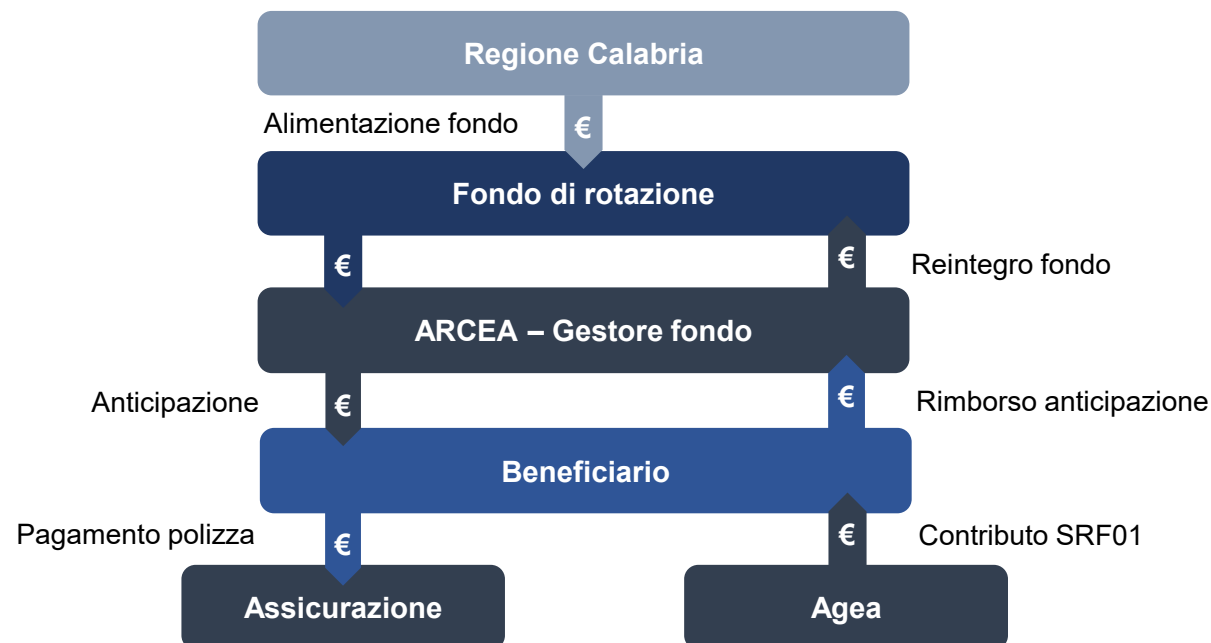 Regione Calabria
Alimentazione fondo
€
Fondo di rotazione
€
€
Reintegro fondo
ARCEA – Gestore fondo
Anticipazione
€
€
Rimborso anticipazione
Beneficiario
Pagamento polizza
€
€
Contributo SRF01
Assicurazione
Agea